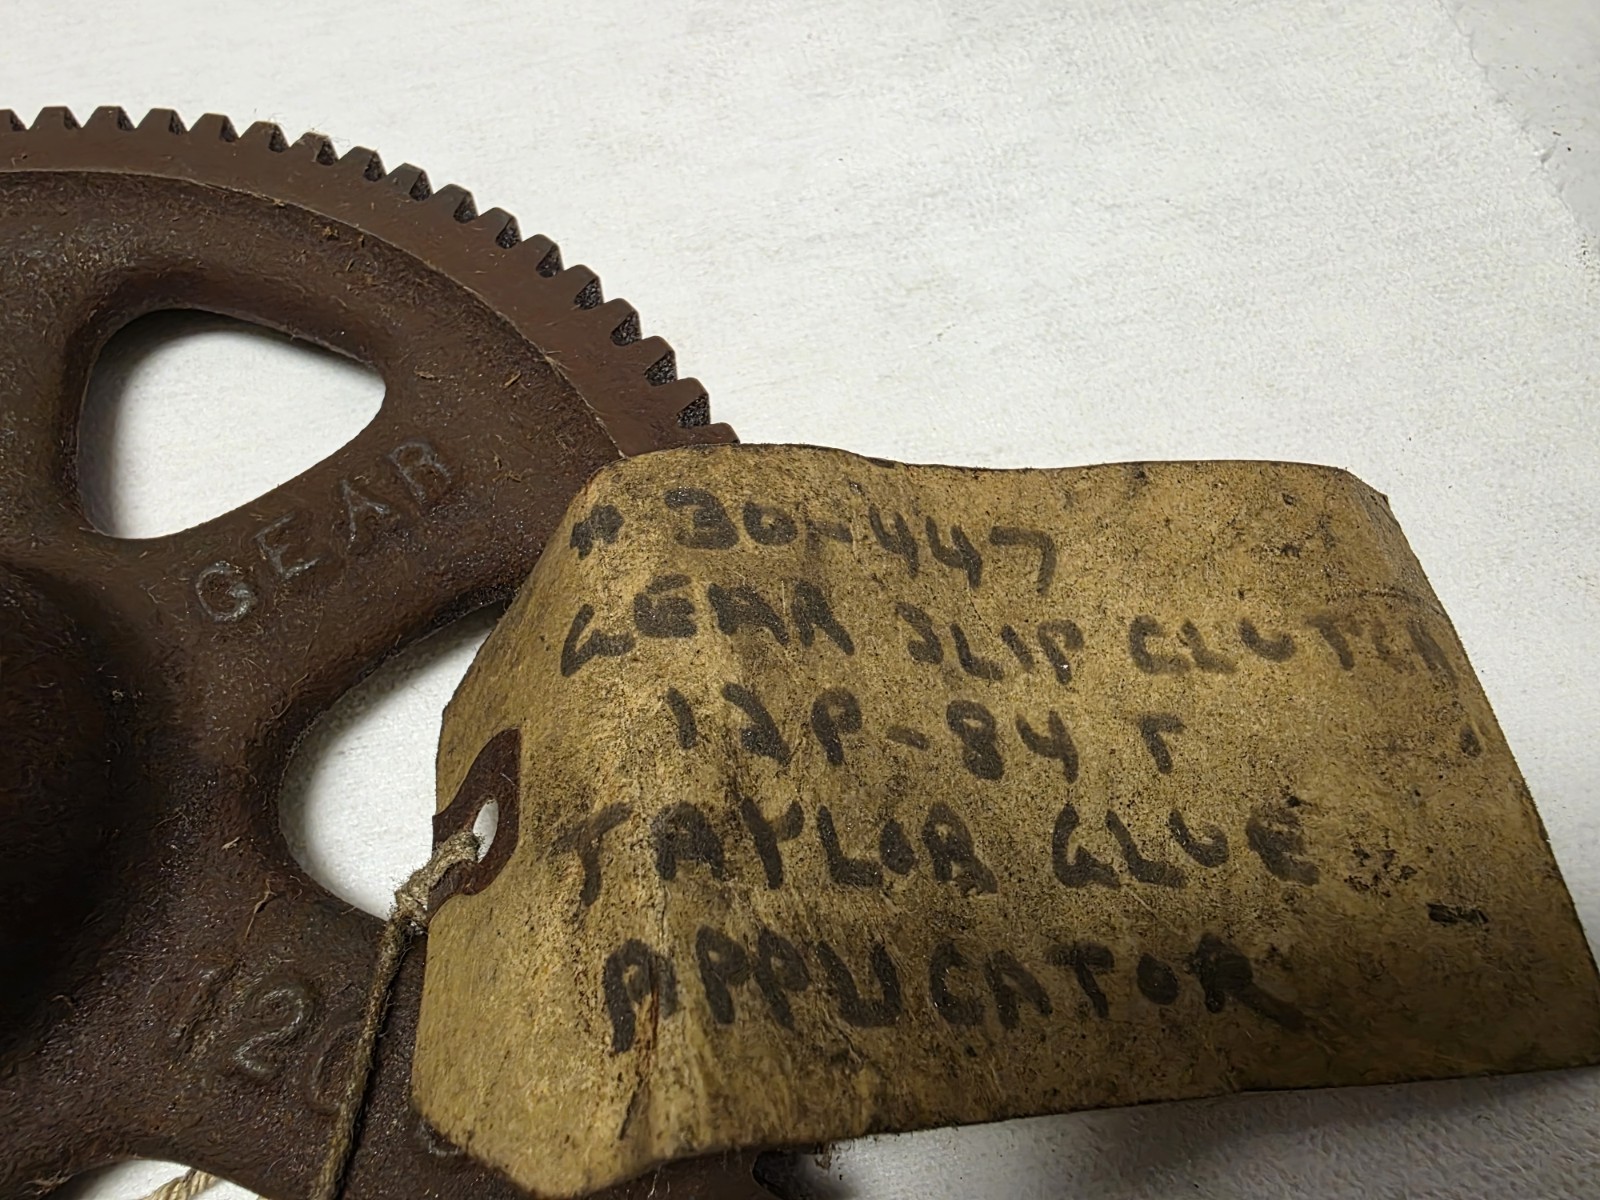 GEAR
# 30-447
GEAR SLIP CLUTCH
12P-84 T
TAYLOR GLUE
APPLICATOR